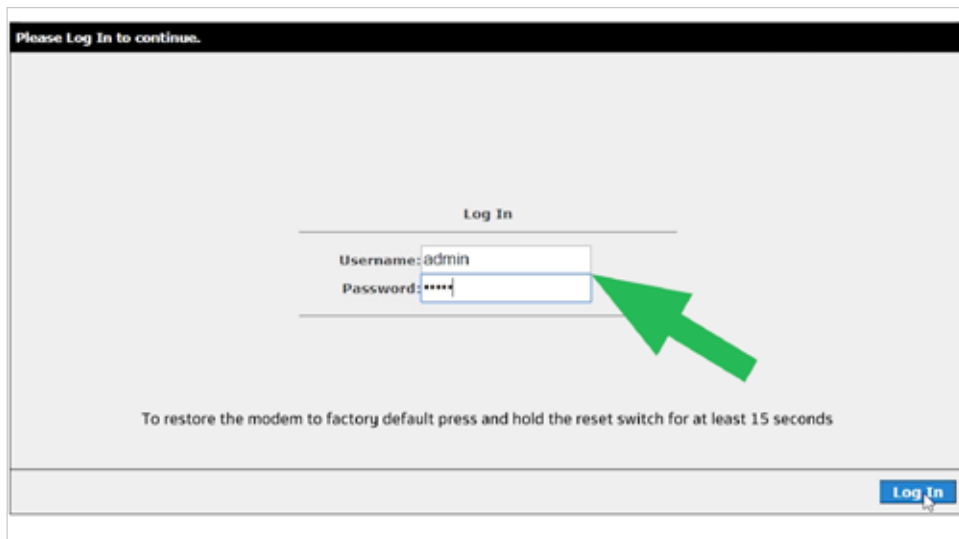 Please Log In to continue.
Log In
Username: admin
Password: •••••
To restore the modem to factory default press and hold the reset switch for at least 15 seconds
Log In